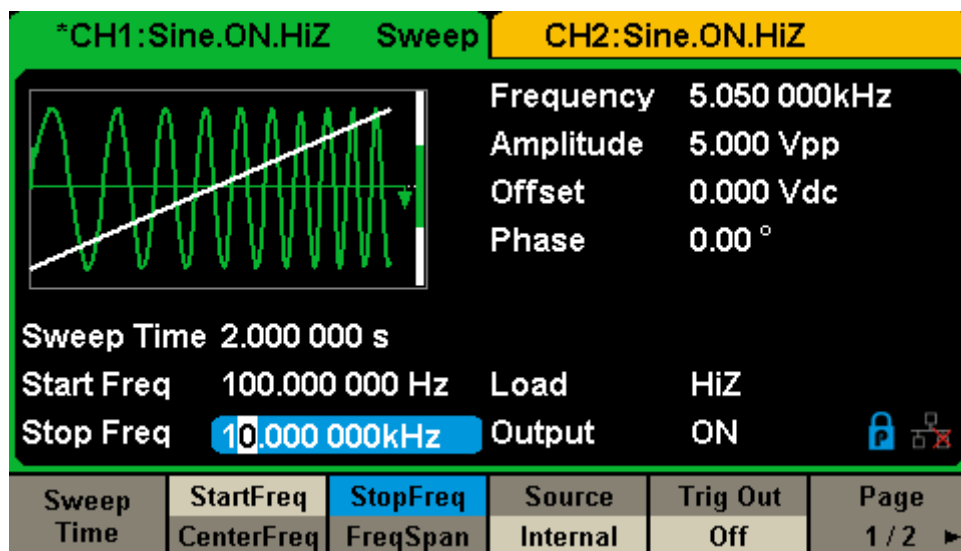 *CH1:Sine.ON.HiZ Sweep CH2:Sine.ON.HiZ
Frequency 5.050 000kHz
Amplitude 5.000 Vpp
Offset 0.000 Vdc
Phase 0.00 °
Sweep Time 2.000 000 s
Start Freq 100.000 000 Hz Load HiZ
Stop Freq 10.000 000kHz Output ON P
Sweep Time StartFreq StopFreq Source Trig Out Page
CenterFreq FreqSpan Internal Off 1/2